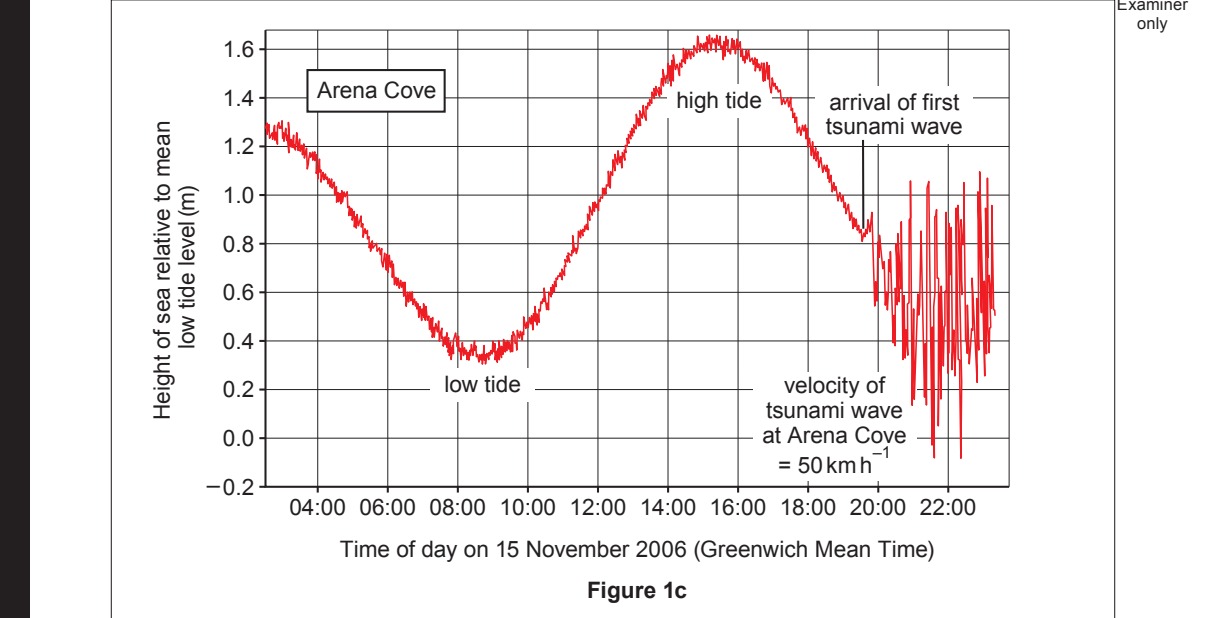 Examiner
only
1.6
1.4
1.2
1.0
0.8
0.6
0.4
0.2
0.0
−0.2
Height of sea relative to mean
low tide level (m)
Arena Cove
high tide
arrival of first
tsunami wave
low tide
velocity of
tsunami wave
at Arena Cove
= 50 km h⁻¹
04:00 06:00 08:00 10:00 12:00 14:00 16:00 18:00 20:00 22:00
Time of day on 15 November 2006 (Greenwich Mean Time)
Figure 1c